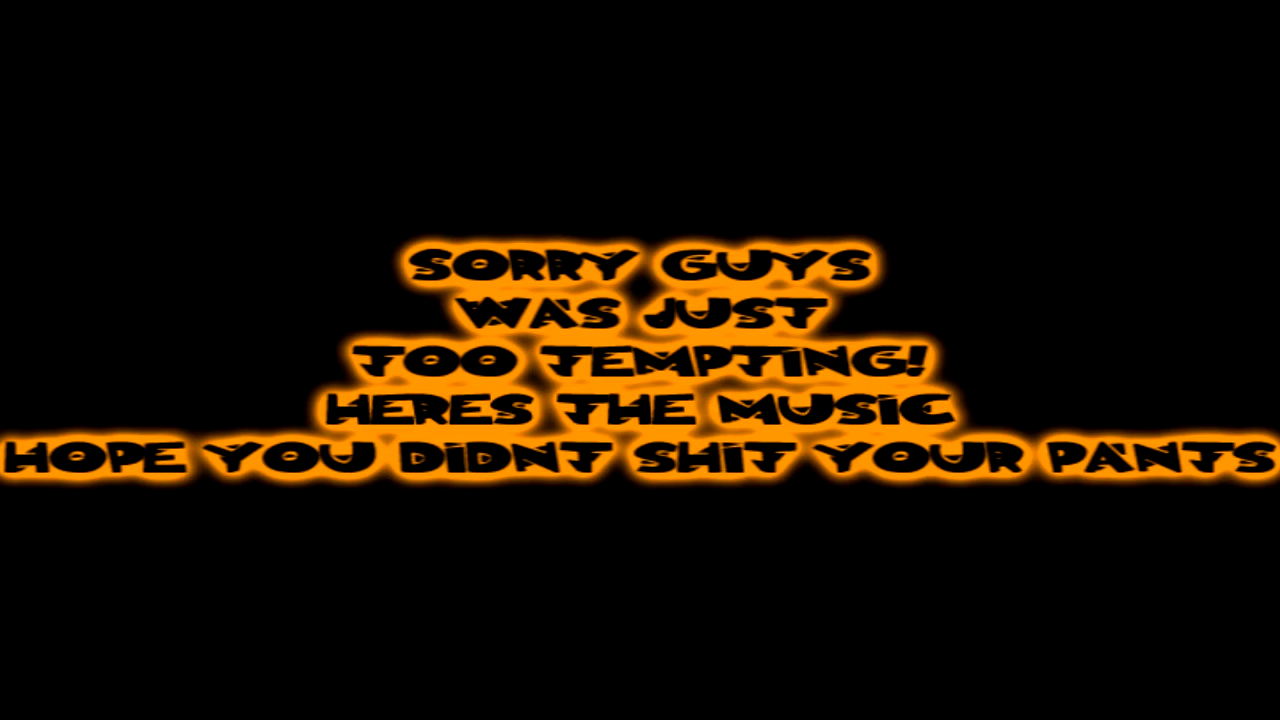 SORRY GUYS
WAS JUST
TOO TEMPTING!
HERES THE MUSIC
HOPE YOU DIDNT SHIT YOUR PANTS